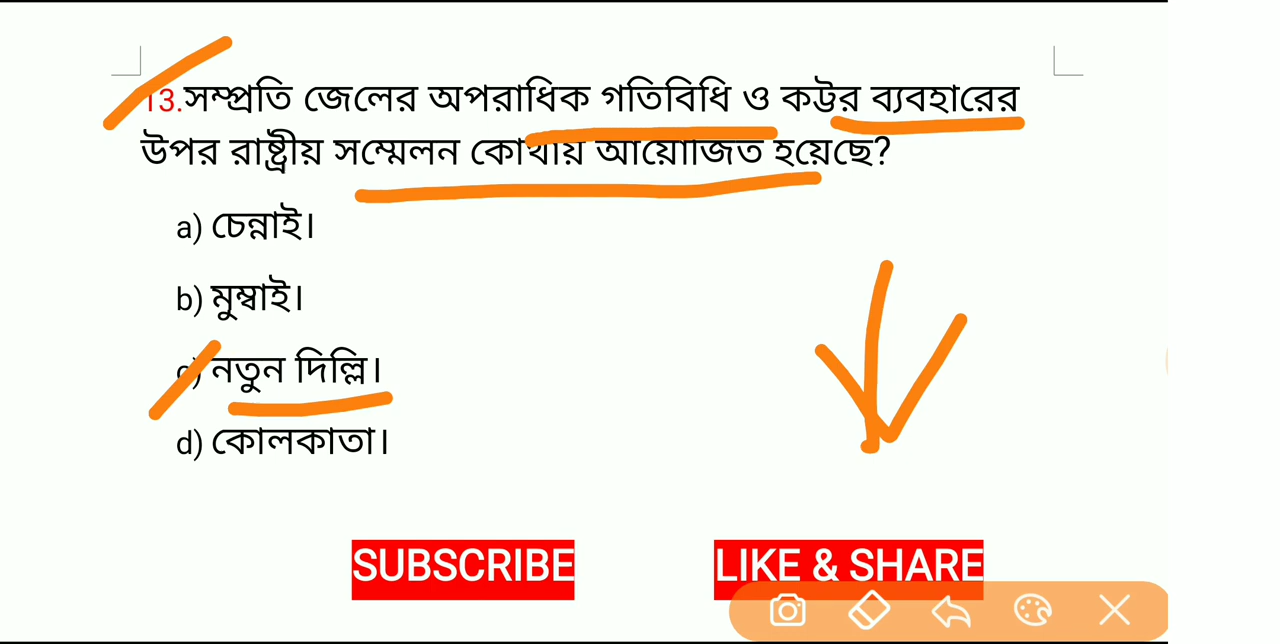 13.সম্প্রতি জেলের অপরাধিক গতিবিধি ও কট্টর ব্যবহারের
উপর রাষ্ট্রীয় সম্মেলন কোথায় আয়োজিত হয়েছে?
a) চেন্নাই।
b) মুম্বাই।
c) নতুন দিল্লি।
d) কোলকাতা।
SUBSCRIBE
LIKE & SHARE